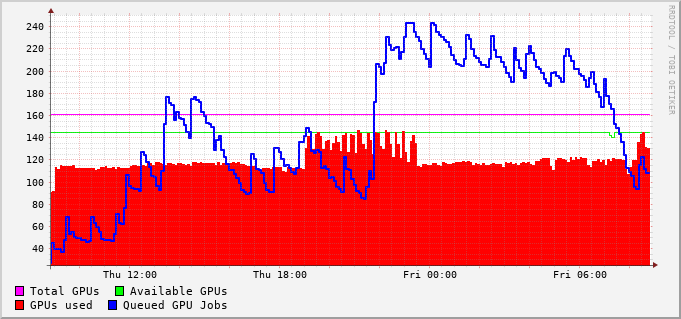 240
220
200
180
160
140
120
100
80
60
40
Thu 12:00 Thu 18:00 Fri 00:00 Fri 06:00
Total GPUs Available GPUs
GPUs used Queued GPU Jobs
RRDTOOL / TOBI OETIKER